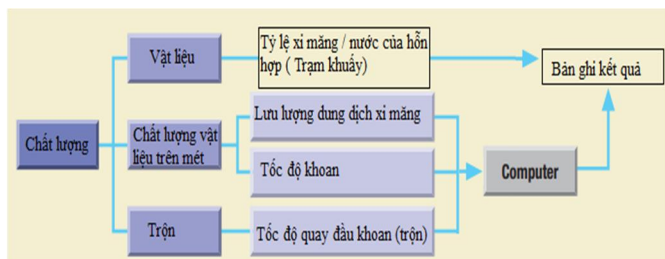 Vật liệu
Tỷ lệ xi măng / nước của hỗn
hợp ( Trạm khuấy)
Bản ghi kết quả
Chất lượng
Chất lượng vật
liệu trên mét
Lưu lượng dung dịch xi măng
Tốc độ khoan
Computer
Trộn
Tốc độ quay đầu khoan (trộn)